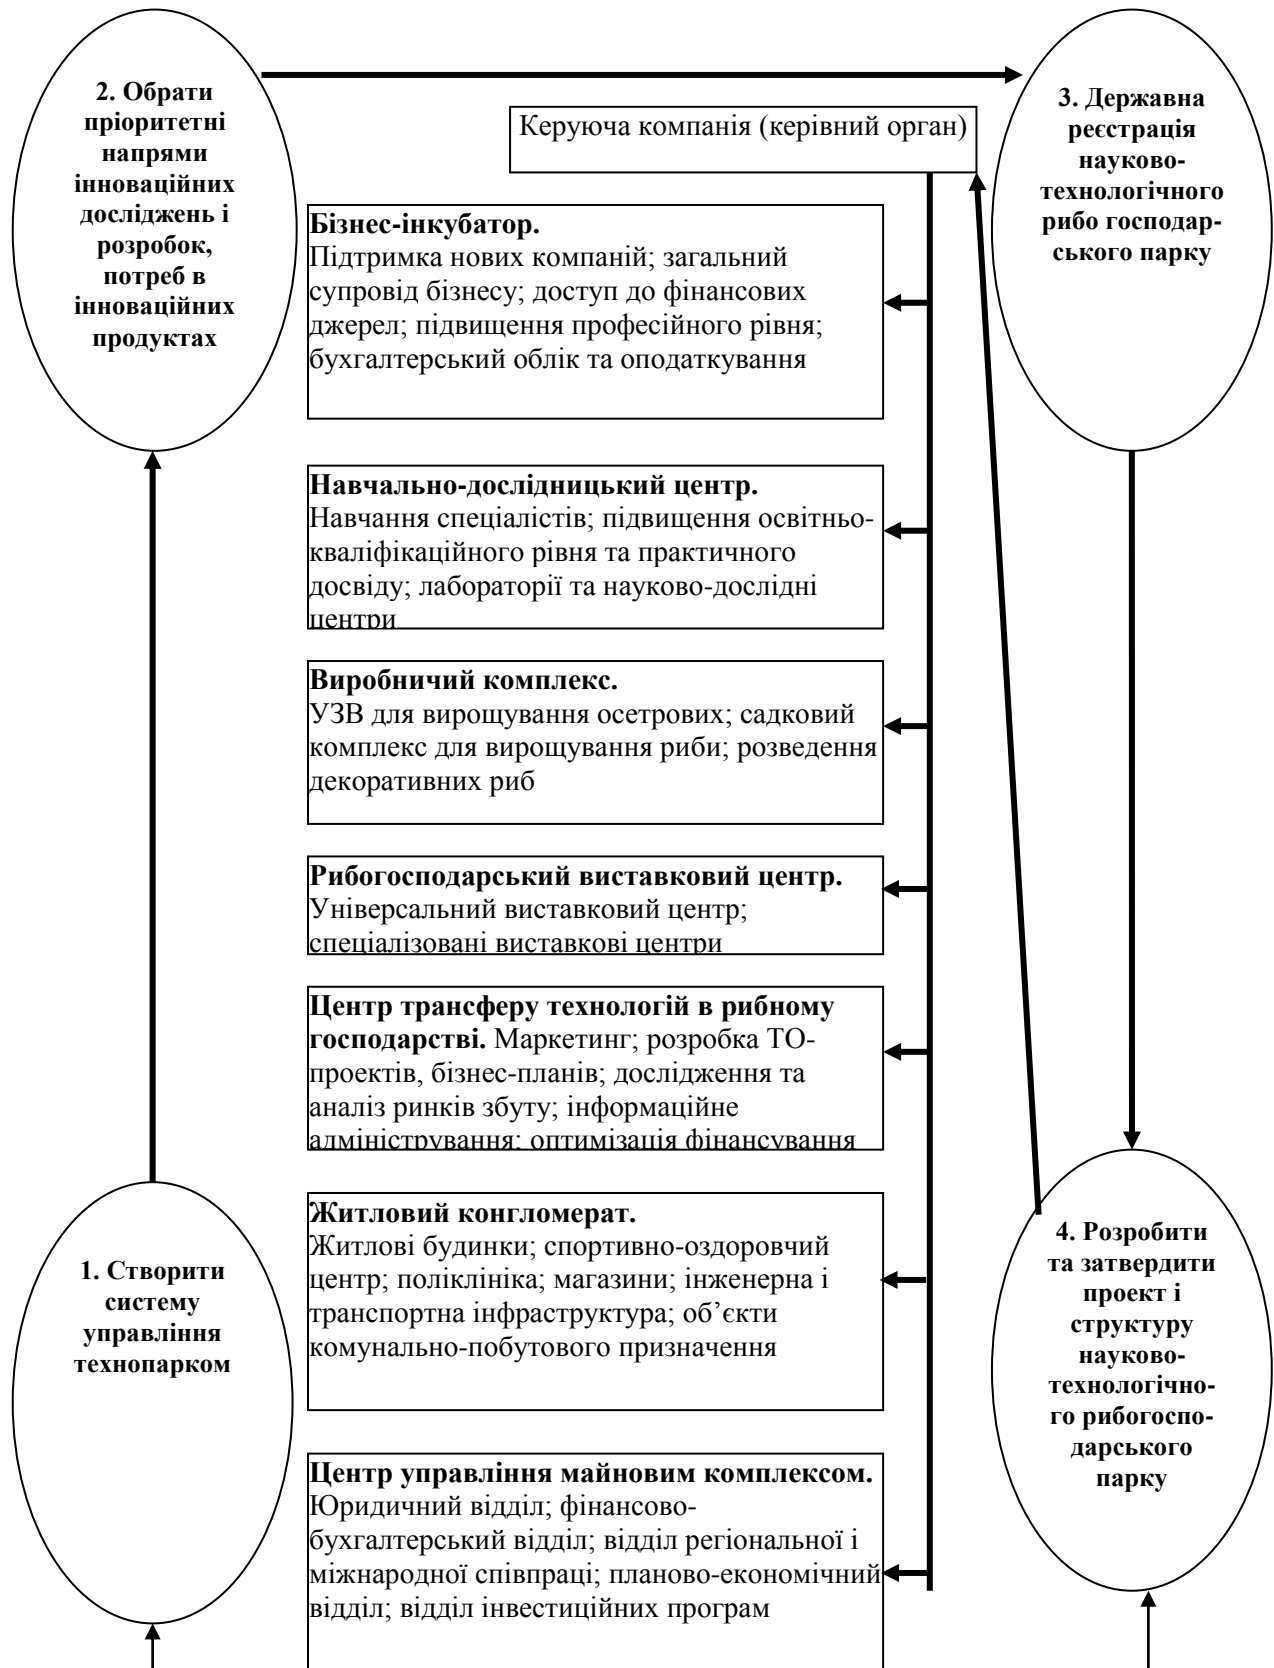 2. Обрати
пріоритетні
напрями
інноваційних
досліджень і
розробок,
потреб в
інноваційних
продуктах
Керуюча компанія (керівний орган)
3. Державна
реєстрація
науково-
технологічного
рибо господар-
ського парку
Бізнес-інкубатор.
Підтримка нових компаній; загальний
супровід бізнесу; доступ до фінансових
джерел; підвищення професійного рівня;
бухгалтерський облік та оподаткування
Навчально-дослідницький центр.
Навчання спеціалістів; підвищення освітньо-
кваліфікаційного рівня та практичного
досвіду; лабораторії та науково-дослідні
центри
Виробничий комплекс.
УЗВ для вирощування осетрових; садковий
комплекс для вирощування риби; розведення
декоративних риб
Рибогосподарський виставковий центр.
Універсальний виставковий центр;
спеціалізовані виставкові центри
Центр трансферу технологій в рибному
господарстві. Маркетинг; розробка ТО-
проектів, бізнес-планів; дослідження та
аналіз ринків збуту; інформаційне
адміністрування; оптимізація фінансування
Житловий конгломерат.
Житлові будинки; спортивно-оздоровчий
центр; поліклініка; магазини; інженерна і
транспортна інфраструктура; об’єкти
комунально-побутового призначення
1. Створити
систему
управління
технопарком
4. Розробити
та затвердити
проект і
структуру
науково-
технологічно-
го рибогоспо-
дарського
парку
Центр управління майновим комплексом.
Юридичний відділ; фінансово-
бухгалтерський відділ; відділ регіональної і
міжнародної співпраці; планово-економічний
відділ; відділ інвестиційних програм